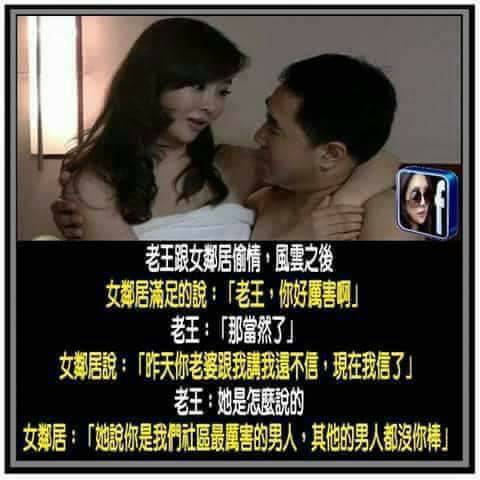 老王跟女鄰居偷情，風雲之後
女鄰居滿足的說：「老王，你好厲害啊」
老王：「那當然了」
女鄰居說：「昨天你老婆跟我講我還不信，現在我信了」
老王：她是怎麼說的
女鄰居：「她說你是我們社區最厲害的男人，其他的男人都沒你棒」